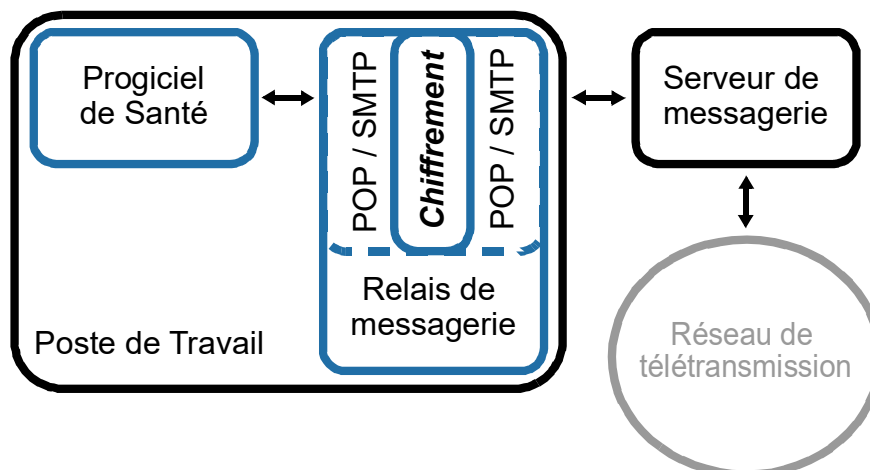 Progiciel
de Santé
POP / SMTP
Chiffrement
POP / SMTP
Relais de
messagerie
Poste de Travail
Serveur de
messagerie
Réseau de
télétransmission